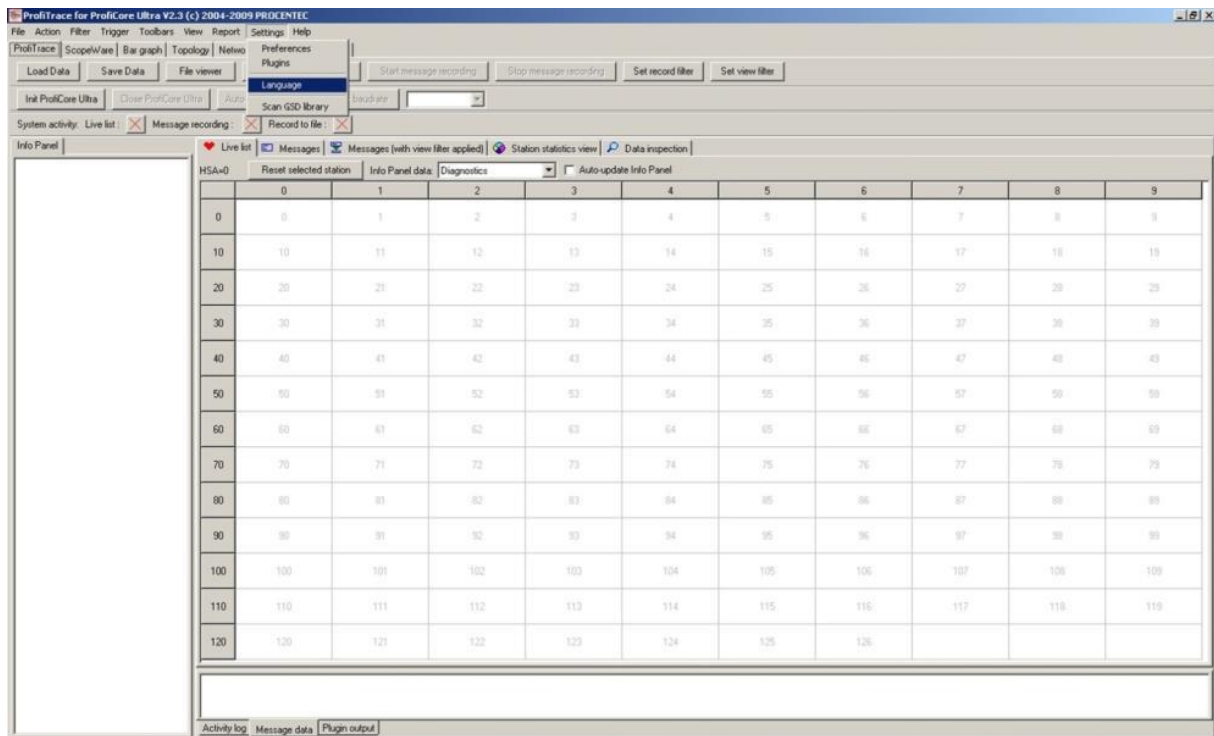 ProfiTrace for ProfiCore Ultra V2.3 (c) 2004-2009 PROCENTEC
File Action Filter Trigger Toolbars View Report Settings Help
ProfiTrace ScopeWare Bar graph Topology Netwo
Preferences
Plugins
Language
Scan GSD library
Load Data Save Data File viewer Start message recording Stop message recording Set record filter Set view filter
Init ProfiCore Ultra Close ProfiCore Ultra Auto baudrate
System activity: Live list : Message recording : Record to file :
Info Panel
Live list Messages Messages (with view filter applied) Station statistics view Data inspection
HSA=0 Reset selected station Info Panel data: Diagnostics Auto-update Info Panel
0 1 2 3 4 5 6 7 8 9
0 0 1 2 3 4 5 6 7 8 9
10 10 11 12 13 14 15 16 17 18 19
20 20 21 22 23 24 25 26 27 28 29
30 30 31 32 33 34 35 36 37 38 39
40 40 41 42 43 44 45 46 47 48 49
50 50 51 52 53 54 55 56 57 58 59
60 60 61 62 63 64 65 66 67 68 69
70 70 71 72 73 74 75 76 77 78 79
80 80 81 82 83 84 85 86 87 88 89
90 90 91 92 93 94 95 96 97 98 99
100 100 101 102 103 104 105 106 107 108 109
110 110 111 112 113 114 115 116 117 118 119
120 120 121 122 123 124 125 126
Activity log Message data Plugin output